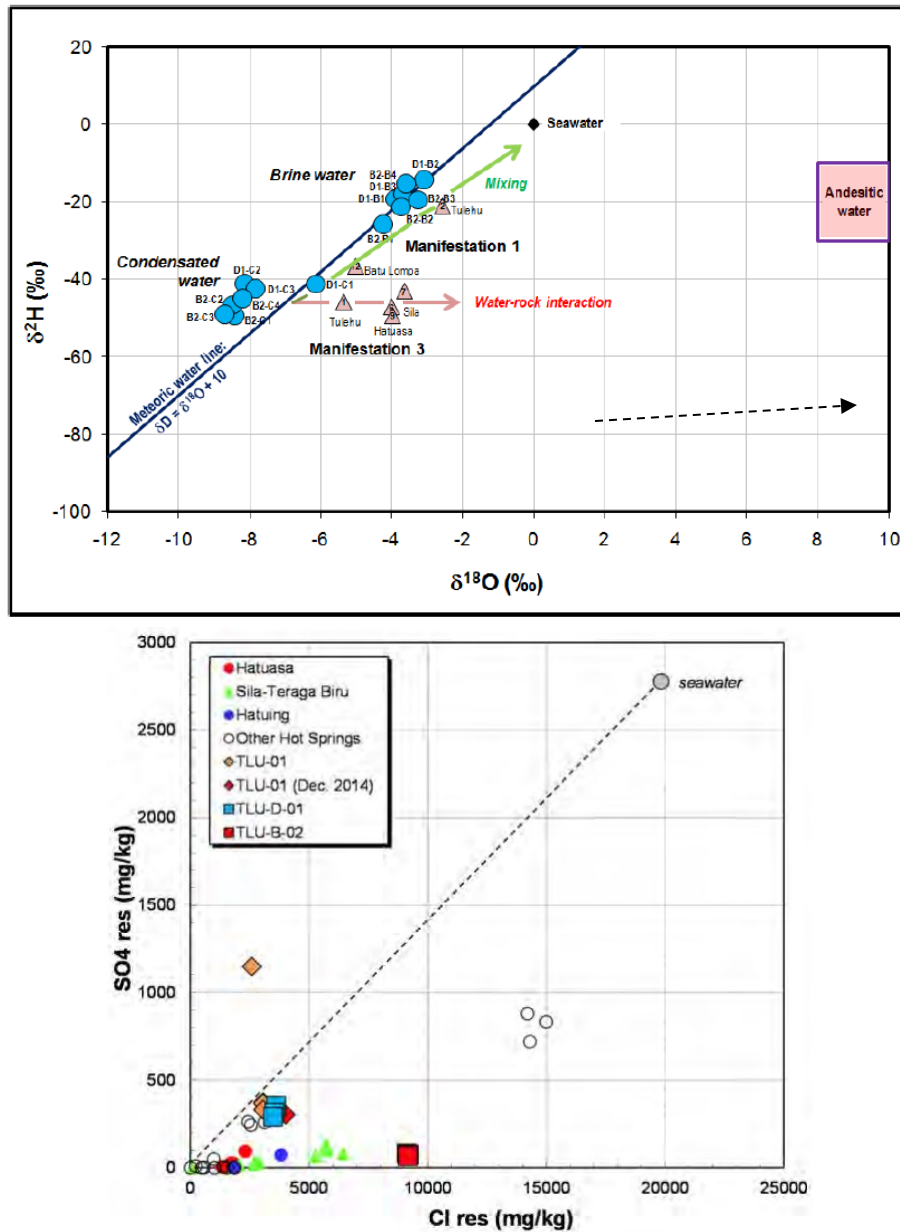 20
0
-20
-40
-60
-80
-100
δ²H (‰)
-12
-10
-8
-6
-4
-2
0
2
4
6
8
10
δ¹⁸O (‰)
Seawater
Andesitic
water
Brine water
B2-B4
D1-B2
D1-B3
D1-B1
B2-B3
B2-B2
2
Tulehu
Mixing
Manifestation 1
Condensated
water
D1-C2
D1-C3
D1-C1
B2-C2
B2-C4
B2-C3
Batu Lompa
7
1
Tulehu
Sila
Hatuasa
Water-rock interaction
Manifestation 3
Meteoric water line:
δD = δ¹⁸O + 10
3000
2500
2000
1500
1000
500
0
SO4 res (mg/kg)
0
5000
10000
15000
20000
25000
Cl res (mg/kg)
Hatuasa
Sila-Teraga Biru
Hatuing
Other Hot Springs
TLU-01
TLU-01 (Dec. 2014)
TLU-D-01
TLU-B-02
seawater